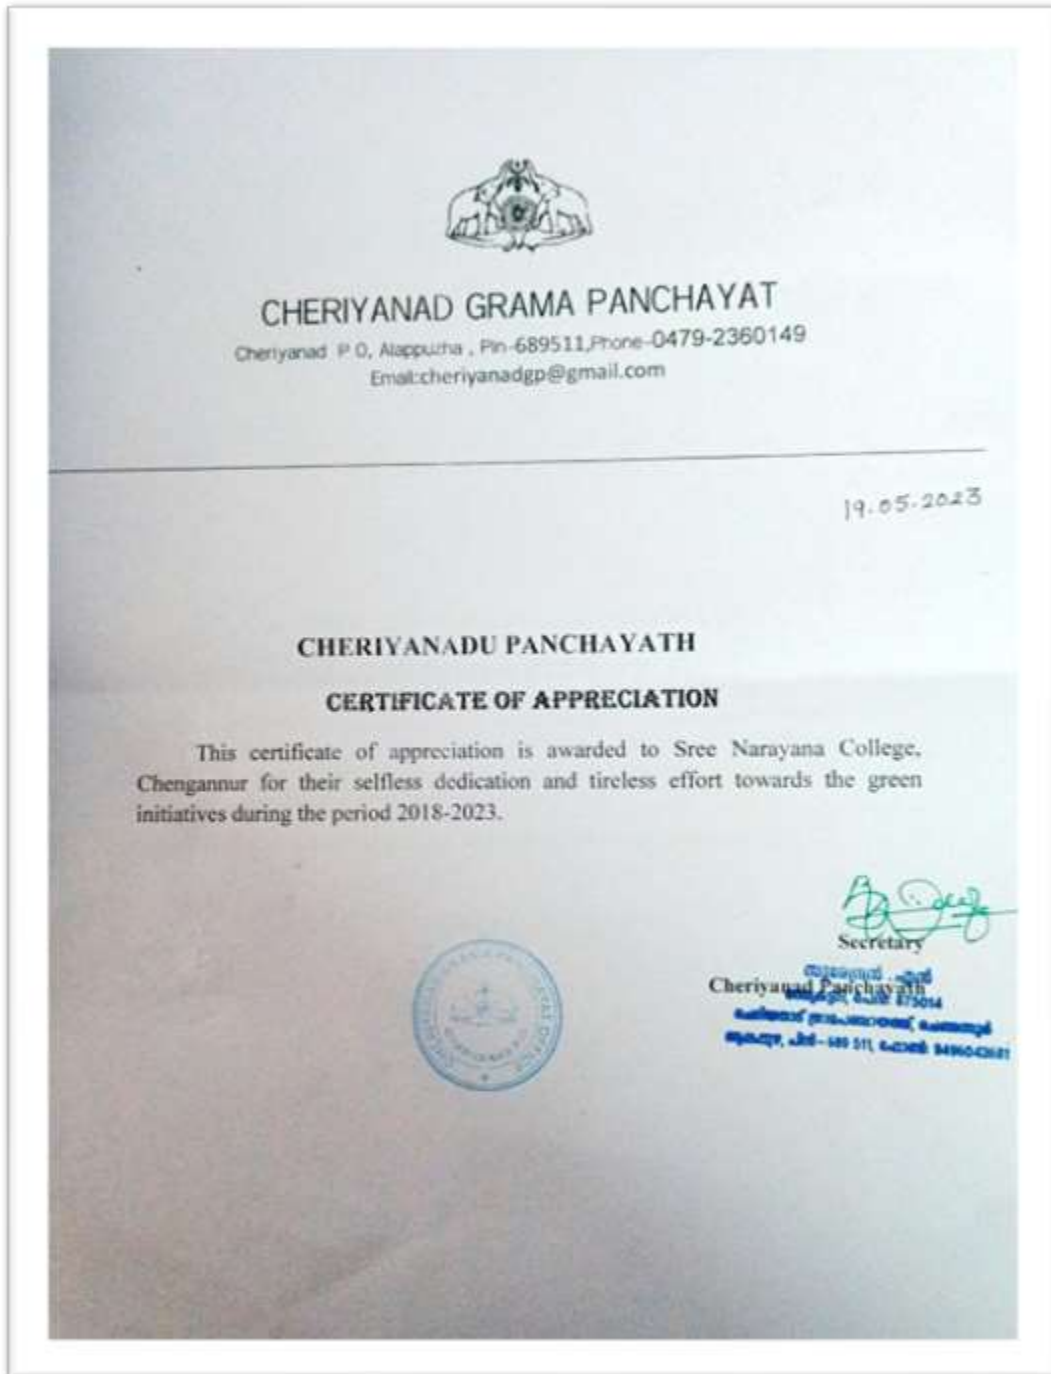 CHERIYANAD GRAMA PANCHAYAT
Cheriyanad P O, Alappuzha , Pin-689511,Phone-0479-2360149
Email:cheriyanadgp@gmail.com
19.05.2023
CHERIYANADU PANCHAYATH
CERTIFICATE OF APPRECIATION
This certificate of appreciation is awarded to Sree Narayana College,
Chengannur for their selfless dedication and tireless effort towards the green
initiatives during the period 2018-2023.
Secretary
Cheriyanad Panchayath